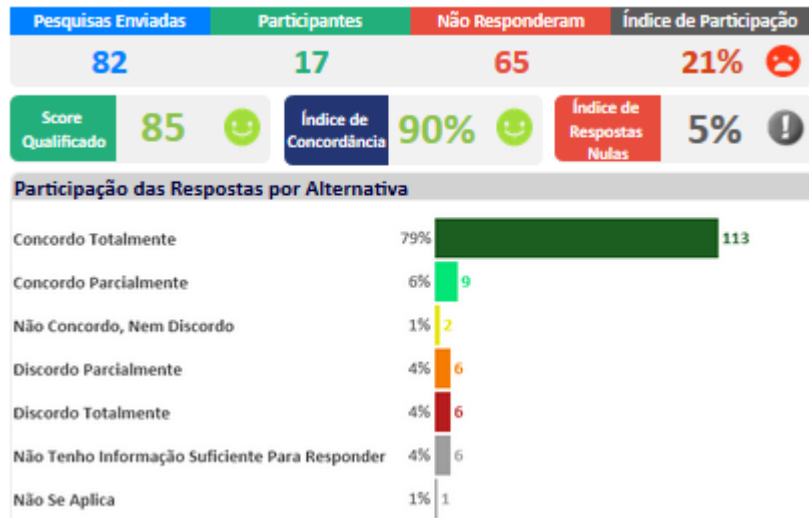 Pesquisas Enviadas Participantes Não Responderam Índice de Participação
82 17 65 21%
Score
Qualificado
85
Índice de
Concordância
90%
Índice de
Respostas
Nulas
5%
Participação das Respostas por Alternativa
Concordo Totalmente 79% 113
Concordo Parcialmente 6% 9
Não Concordo, Nem Discordo 1% 2
Discordo Parcialmente 4% 6
Discordo Totalmente 4% 6
Não Tenho Informação Suficiente Para Responder 4% 6
Não Se Aplica 1% 1